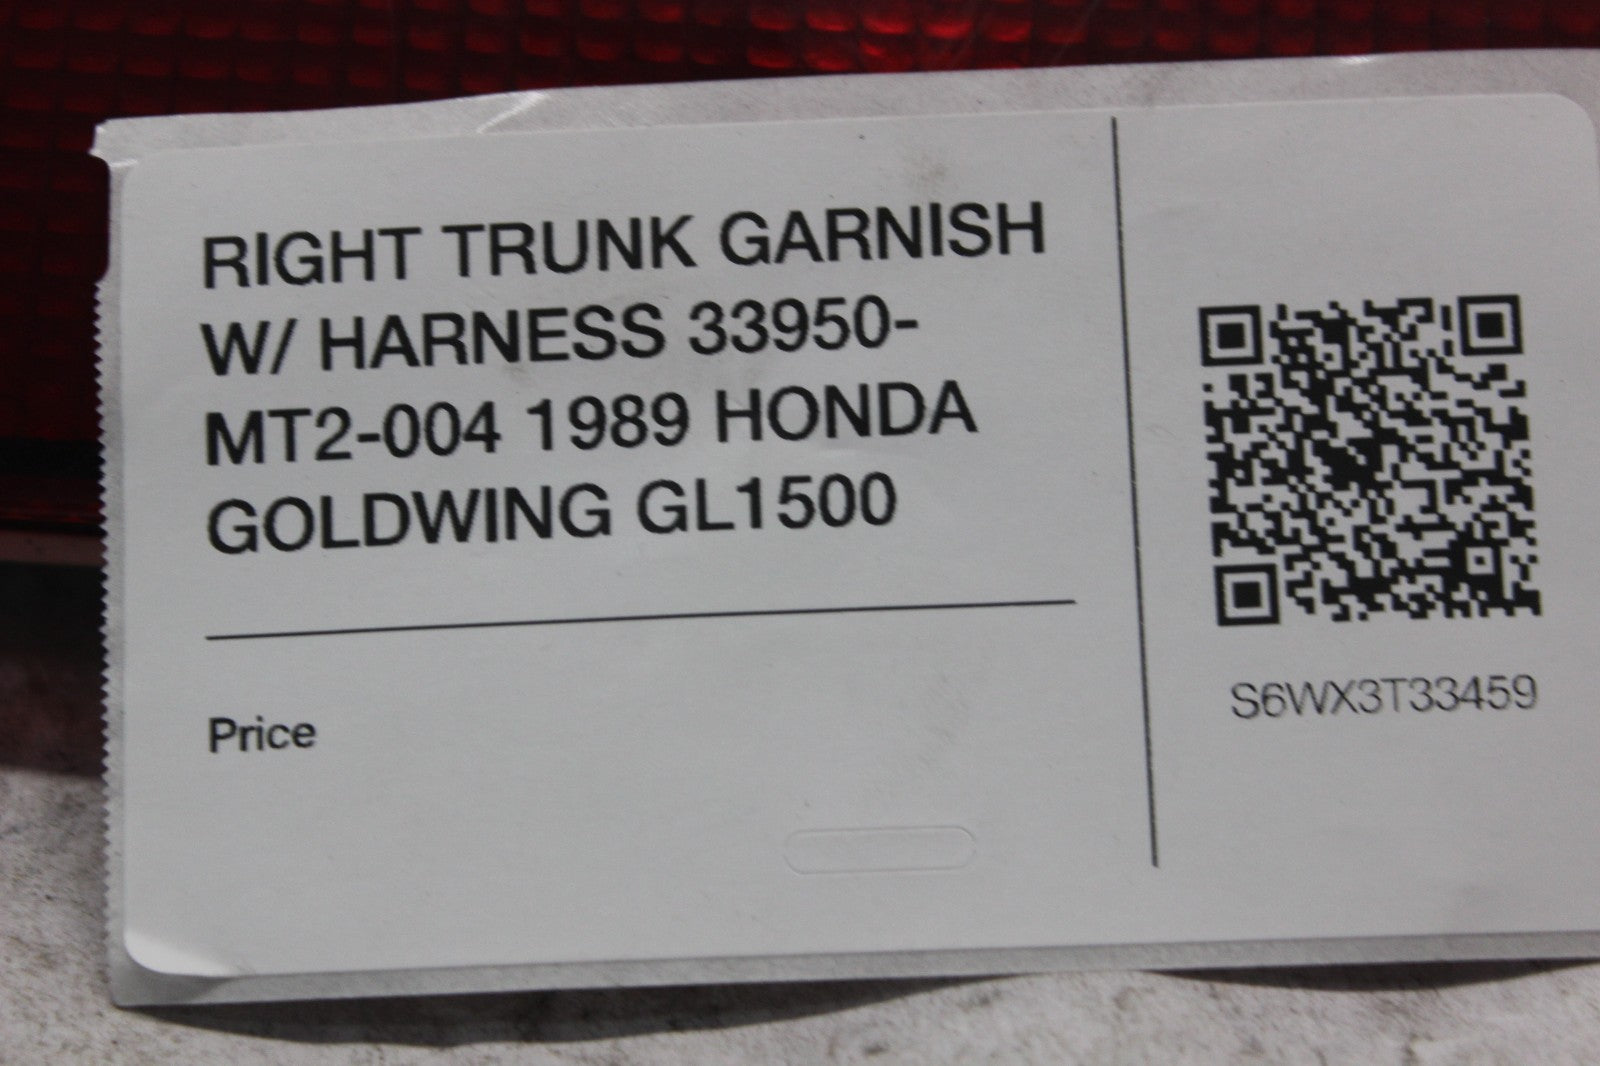 RIGHT TRUNK GARNISH
W/ HARNESS 33950-
MT2-004 1989 HONDA
GOLDWING GL1500
Price
S6WX3T33459